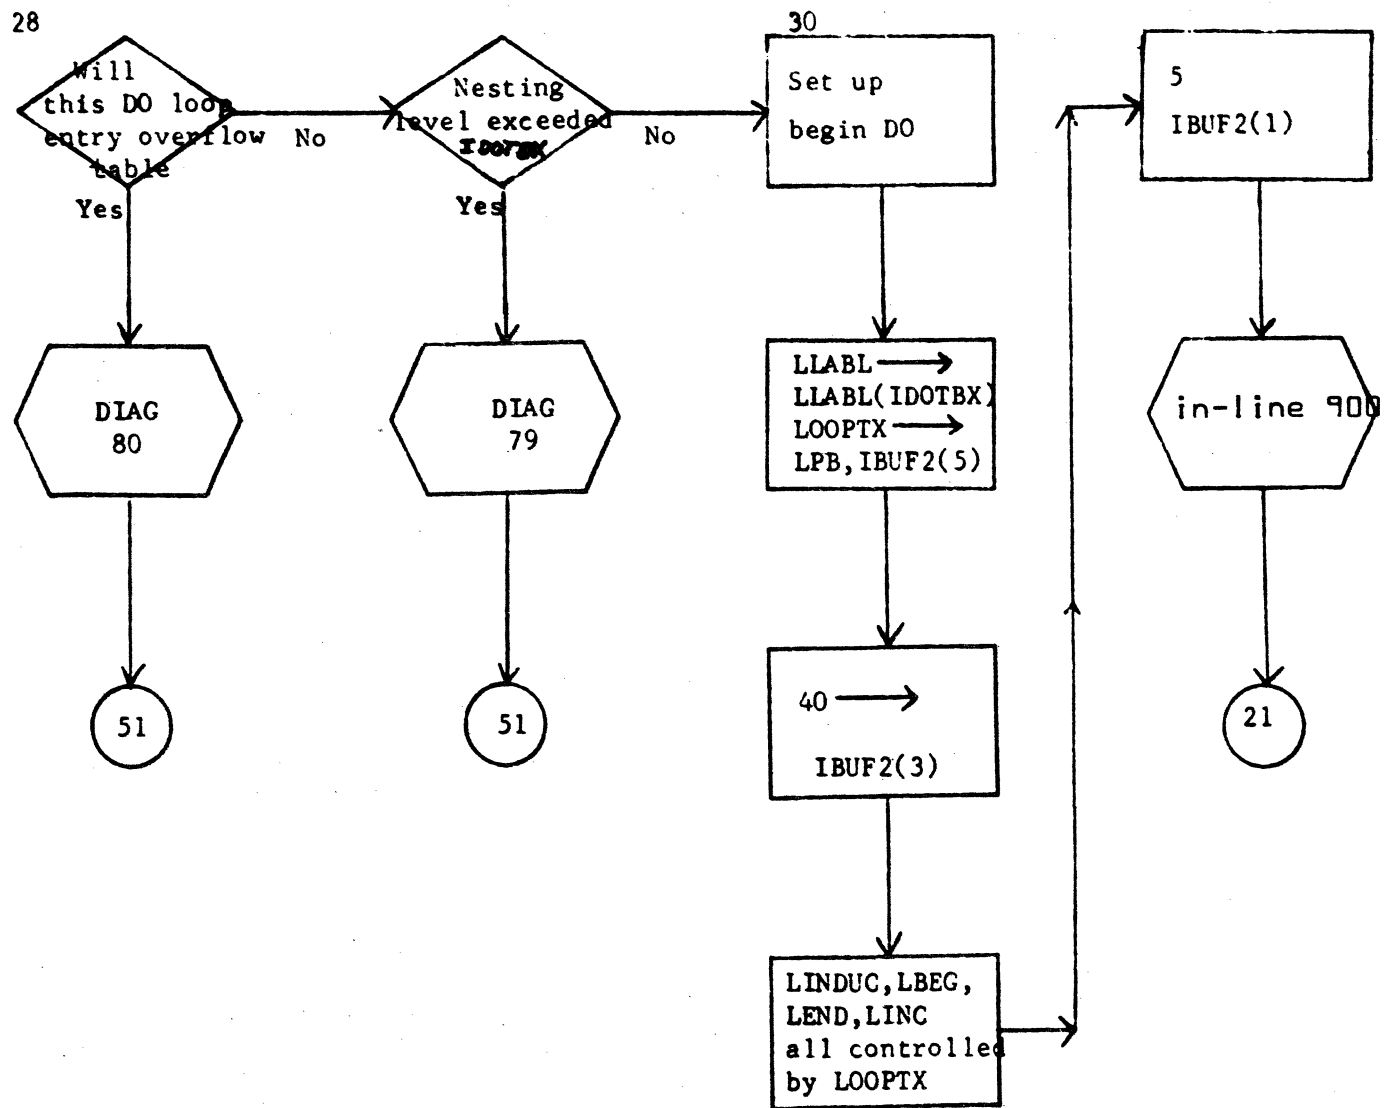 28
Will
this DO loop
entry overflow
table
No
Yes
DIAG
80
51
Nesting
level exceeded
IDOTBX
No
Yes
DIAG
79
51
30
Set up
begin DO
LLABL →
LLABL(IDOTBX)
LOOPTX →
LPB,IBUF2(5)
40 →
IBUF2(3)
LINDUC,LBEG,
LEND,LINC
all controlled
by LOOPTX
5
IBUF2(1)
in-line 900
21